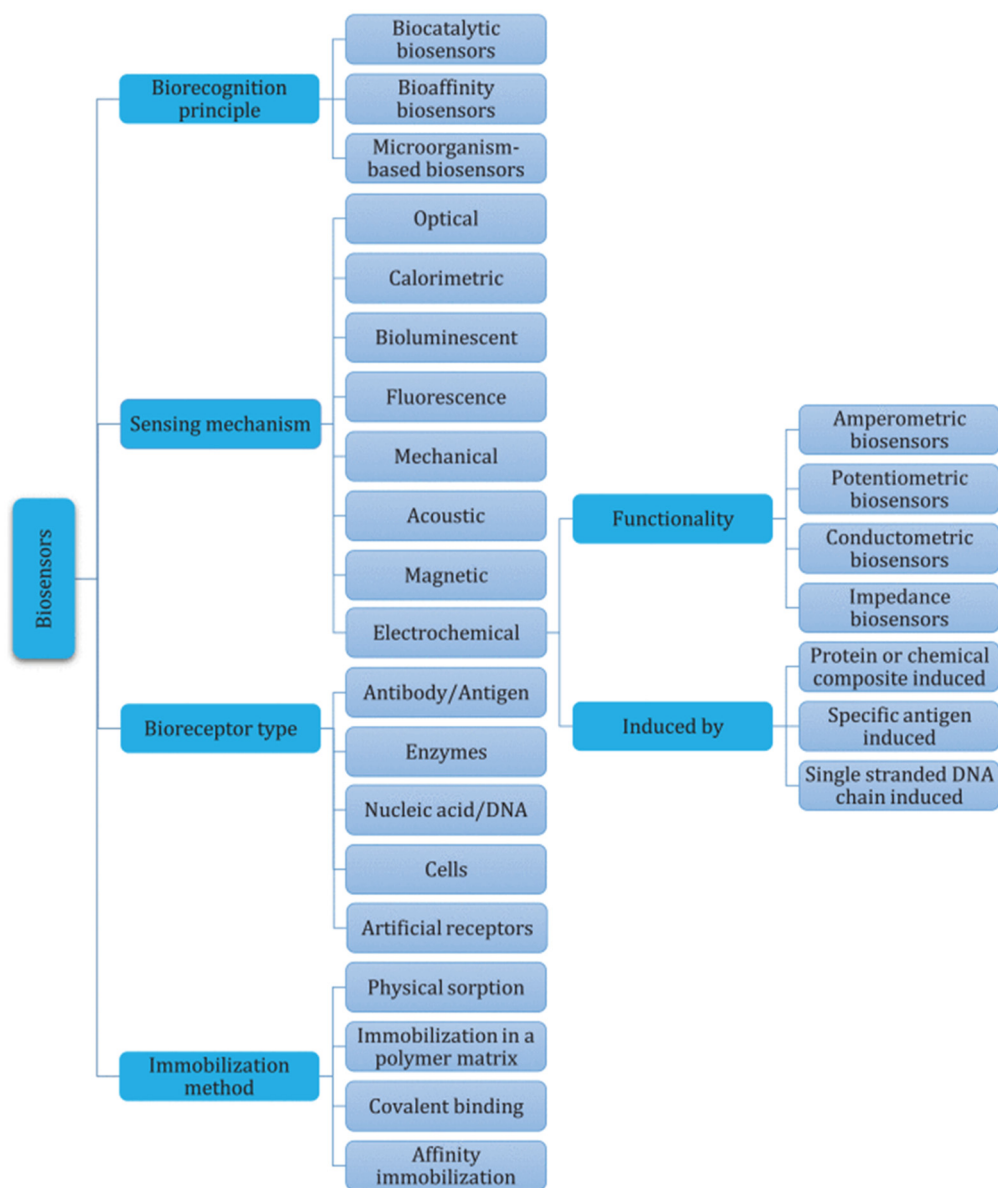 Biosensors
Biorecognition
principle
Biocatalytic
biosensors
Bioaffinity
biosensors
Microorganism-
based biosensors
Sensing mechanism
Optical
Calorimetric
Bioluminescent
Fluorescence
Mechanical
Acoustic
Magnetic
Electrochemical
Functionality
Amperometric
biosensors
Potentiometric
biosensors
Conductometric
biosensors
Impedance
biosensors
Induced by
Protein or chemical
composite induced
Specific antigen
induced
Single stranded DNA
chain induced
Bioreceptor type
Antibody/Antigen
Enzymes
Nucleic acid/DNA
Cells
Artificial receptors
Immobilization
method
Physical sorption
Immobilization in a
polymer matrix
Covalent binding
Affinity
immobilization